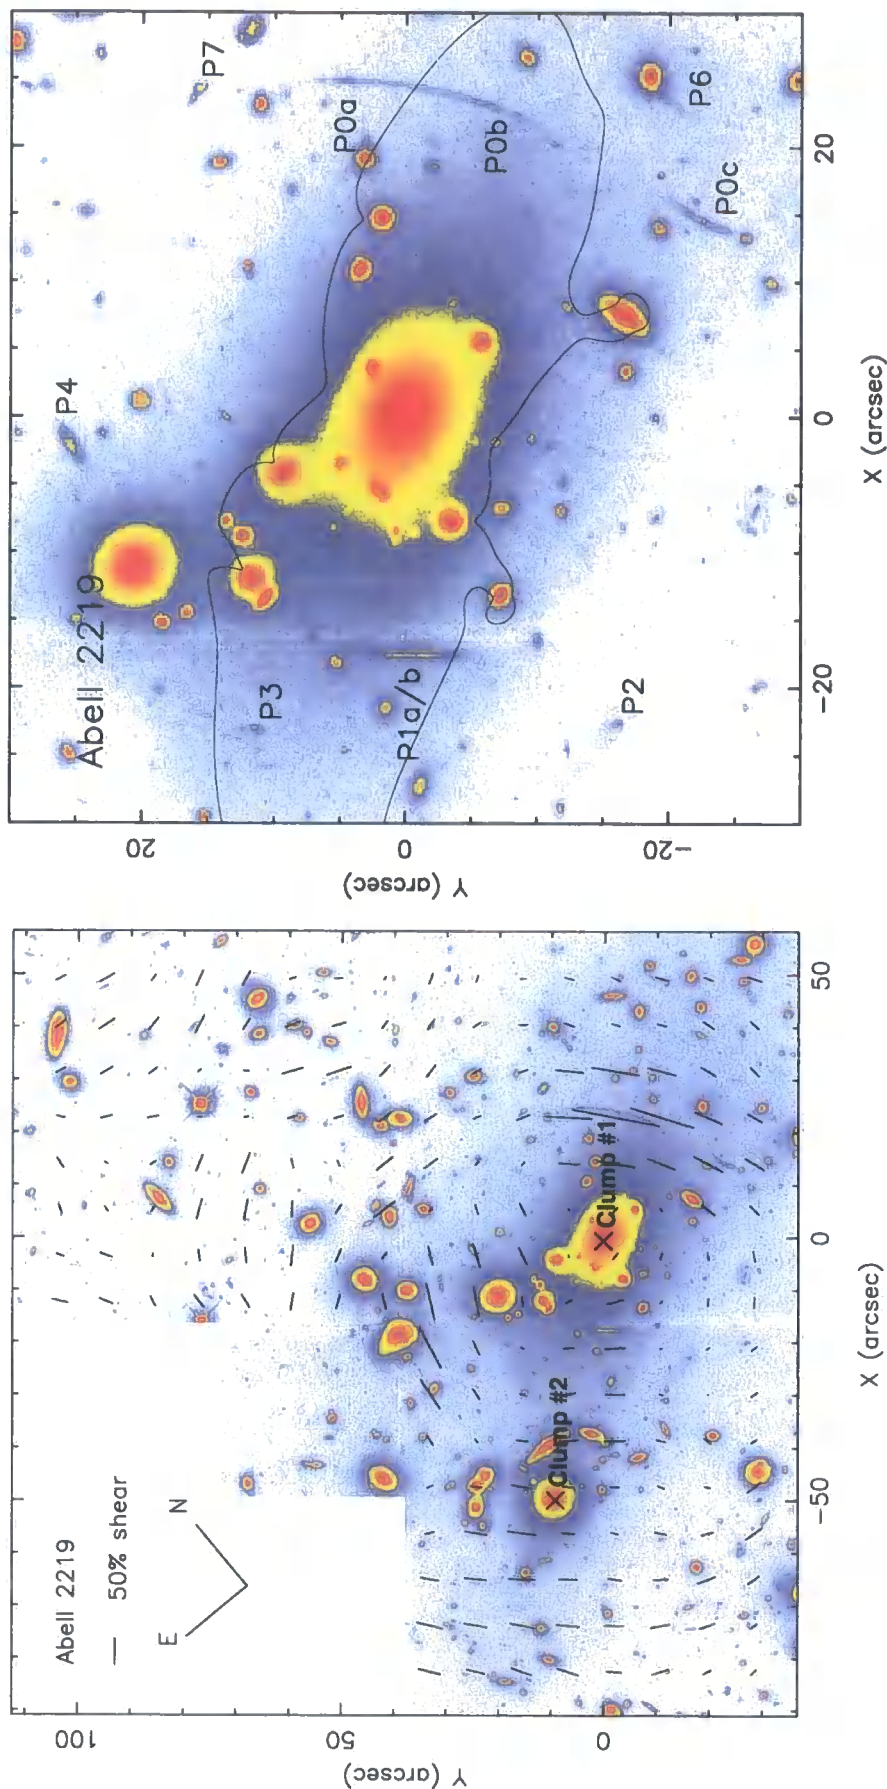 Abell 2219
50% shear
E
N
Clump #1
Clump #2
100
50
0
Y (arcsec)
-50
0
50
X (arcsec)
Abell 2219
P4
P7
P0a
P0b
P6
P0c
P3
P1a/b
P2
20
0
-20
Y (arcsec)
-20
0
20
X (arcsec)